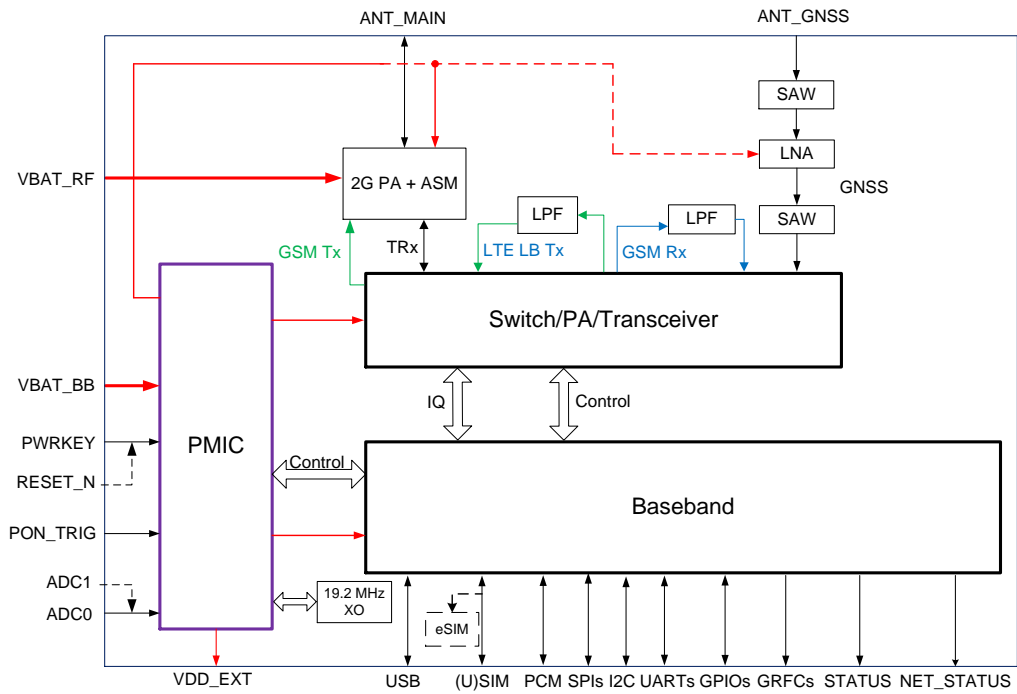 ANT_MAIN
ANT_GNSS
SAW
LNA
VBAT_RF
2G PA + ASM
GNSS
LPF
LPF
SAW
GSM Tx
TRx
LTE LB Tx
GSM Rx
Switch/PA/Transceiver
VBAT_BB
IQ
Control
PWRKEY
PMIC
RESET_N
Control
Baseband
PON_TRIG
ADC1
ADC0
19.2 MHz
XO
eSIM
VDD_EXT
USB
(U)SIM
PCM
SPIs
I2C
UARTs
GPIOs
GRFCs
STATUS
NET_STATUS